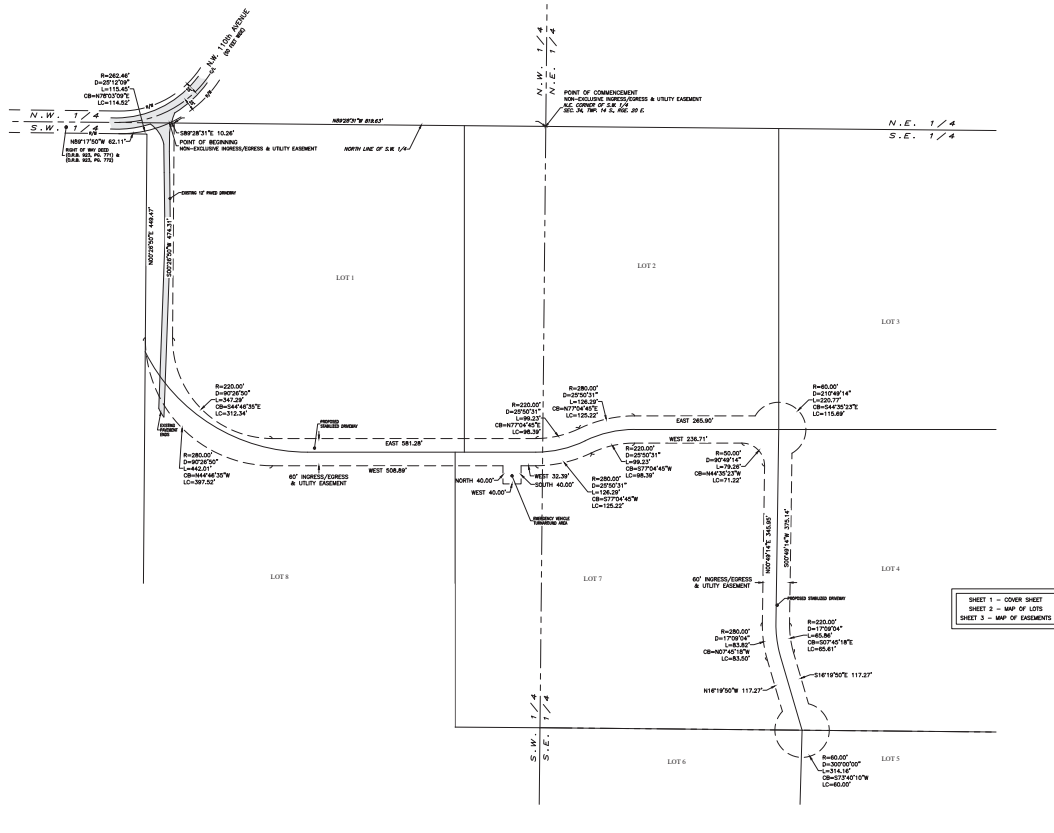 N.W. 110th AVENUE
(50 FEET WIDE)
R=262.46'
D=25°12'09"
L=115.45'
CB=N76°03'09"E
LC=114.52'
R/W
R/W
N.W. 1/4
S.W. 1/4
R/W
N89°17'50"W 62.11'
RIGHT OF WAY DEED
(O.R.B. 923, PG. 771) &
(O.R.B. 923, PG. 772)
S89°28'31"E 10.26'
POINT OF BEGINNING
NON-EXCLUSIVE INGRESS/EGRESS & UTILITY EASEMENT
N89°28'31"W 819.63'
NORTH LINE OF S.W. 1/4
N.W. 1/4
N.E. 1/4
POINT OF COMMENCEMENT
NON-EXCLUSIVE INGRESS/EGRESS & UTILITY EASEMENT
N.E. CORNER OF S.W. 1/4
SEC. 34, TWP. 14 S., RGE. 20 E.
N.E. 1/4
S.E. 1/4
EXISTING 12' PAVED DRIVEWAY
N00°26'50"E 449.47'
S00°26'50"W 474.31'
LOT 1
LOT 2
LOT 3
R=220.00'
D=90°26'50"
L=347.29'
CB=S44°46'35"E
LC=312.34'
EXISTING
PAVEMENT
ENDS
PROPOSED
STABILIZED DRIVEWAY
EAST 581.28'
R=280.00'
D=90°26'50"
L=442.01'
CB=N44°46'35"W
LC=397.52'
60' INGRESS/EGRESS
& UTILITY EASEMENT
WEST 508.89'
R=220.00'
D=25°50'31"
L=99.23'
CB=N77°04'45"E
LC=98.39'
R=280.00'
D=25°50'31"
L=126.29'
CB=N77°04'45"E
LC=125.22'
EAST 265.90'
WEST 236.71'
R=60.00'
D=210°49'14"
L=220.77'
CB=S44°35'23"E
LC=115.69'
R=220.00'
D=25°50'31"
L=99.23'
CB=S77°04'45"W
LC=98.39'
R=50.00'
D=90°49'14"
L=79.26'
CB=N44°35'23"W
LC=71.22'
NORTH 40.00'
WEST 40.00'
WEST 32.39'
SOUTH 40.00'
R=280.00'
D=25°50'31"
L=126.29'
CB=S77°04'45"W
LC=125.22'
EMERGENCY VEHICLE
TURNAROUND AREA
N00°49'14"E 345.95'
S00°49'14"W 375.14'
LOT 8
LOT 7
LOT 4
60' INGRESS/EGRESS
& UTILITY EASEMENT
PROPOSED STABILIZED DRIVEWAY
SHEET 1 - COVER SHEET
SHEET 2 - MAP OF LOTS
SHEET 3 - MAP OF EASEMENTS
R=280.00'
D=17°09'04"
L=83.82'
CB=N07°45'18"W
LC=83.50'
R=220.00'
D=17°09'04"
L=65.86'
CB=S07°45'18"E
LC=65.61'
S16°19'50"E 117.27'
N16°19'50"W 117.27'
S.W. 1/4
S.E. 1/4
LOT 6
LOT 5
R=60.00'
D=300°00'00"
L=314.16'
CB=S73°40'10"W
LC=60.00'